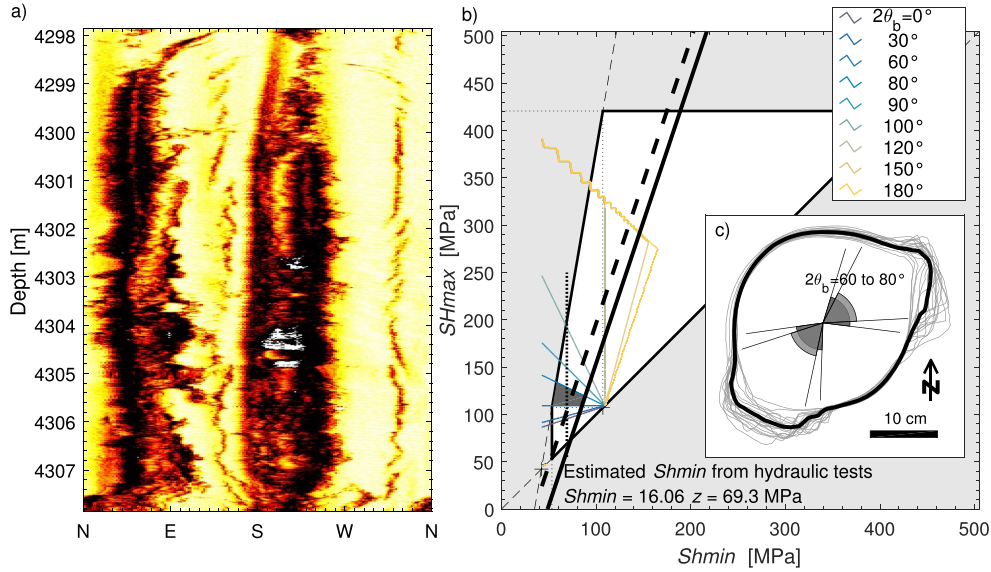 a)
4298
4299
4300
4301
4302
4303
4304
4305
4306
4307
Depth [m]
N E S W N
b)
500
450
400
350
300
250
200
150
100
50
0
SHmax [MPa]
0 100 200 300 400 500
Shmin [MPa]
2θb=0°
30°
60°
80°
90°
100°
120°
150°
180°
c)
2θb=60 to 80°
N
10 cm
Estimated Shmin from hydraulic tests
Shmin = 16.06 z = 69.3 MPa